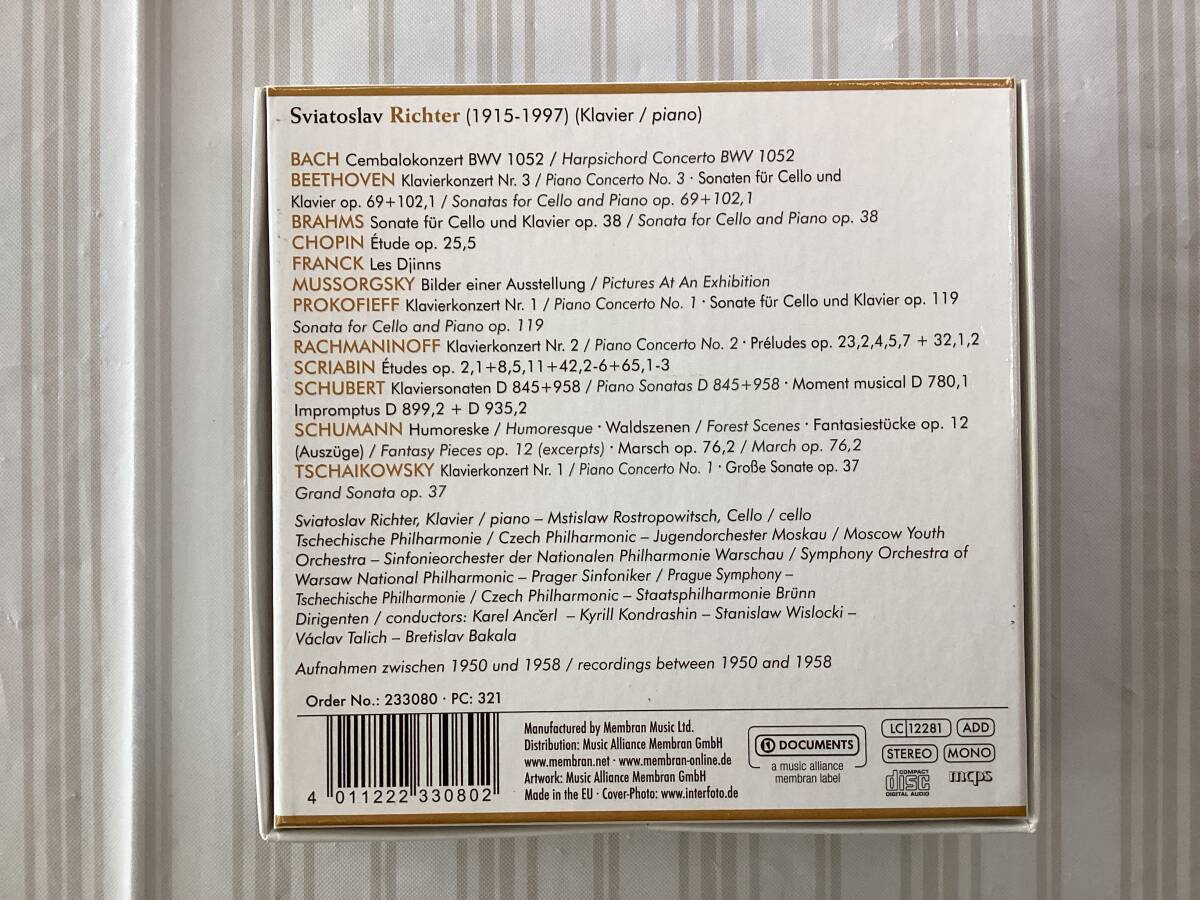 Sviatoslav Richter (1915-1997) (Klavier / piano)
BACH Cembalokonzert BWV 1052 / Harpsichord Concerto BWV 1052
BEETHOVEN Klavierkonzert Nr. 3 / Piano Concerto No. 3 · Sonaten für Cello und
Klavier op. 69+102,1 / Sonatas for Cello and Piano op. 69+102,1
BRAHMS Sonate für Cello und Klavier op. 38 / Sonata for Cello and Piano op. 38
CHOPIN Étude op. 25,5
FRANCK Les Djinns
MUSSORGSKY Bilder einer Ausstellung / Pictures At An Exhibition
PROKOFIEFF Klavierkonzert Nr. 1 / Piano Concerto No. 1 · Sonate für Cello und Klavier op. 119
Sonata for Cello and Piano op. 119
RACHMANINOFF Klavierkonzert Nr. 2 / Piano Concerto No. 2 · Préludes op. 23,2,4,5,7 + 32,1,2
SCRIABIN Études op. 2,1+8,5,11+42,2-6+65,1-3
SCHUBERT Klaviersonaten D 845+958 / Piano Sonatas D 845+958 · Moment musical D 780,1
Impromptus D 899,2 + D 935,2
SCHUMANN Humoreske / Humoresque · Waldszenen / Forest Scenes · Fantasiestücke op. 12
(Auszüge) / Fantasy Pieces op. 12 (excerpts) · Marsch op. 76,2 / March op. 76,2
TSCHAIKOWSKY Klavierkonzert Nr. 1 / Piano Concerto No. 1 · Große Sonate op. 37
Grand Sonata op. 37
Sviatoslav Richter, Klavier / piano – Mstislaw Rostropowitsch, Cello / cello
Tschechische Philharmonie / Czech Philharmonic – Jugendorchester Moskau / Moscow Youth
Orchestra – Sinfonieorchester der Nationalen Philharmonie Warschau / Symphony Orchestra of
Warsaw National Philharmonic – Prager Sinfoniker / Prague Symphony –
Tschechische Philharmonie / Czech Philharmonic – Staatsphilharmonie Brünn
Dirigenten / conductors: Karel Ančerl – Kyrill Kondrashin – Stanislaw Wislocki –
Václav Talich – Bretislav Bakala
Aufnahmen zwischen 1950 und 1958 / recordings between 1950 and 1958
Order No.: 233080 · PC: 321
4 011222 330802
Manufactured by Membran Music Ltd.
Distribution: Music Alliance Membran GmbH
www.membran.net · www.membran-online.de
Artwork: Music Alliance Membran GmbH
Made in the EU · Cover-Photo: www.interfoto.de
DOCUMENTS
a music alliance
membran label
LC 12281 ADD
STEREO MONO
COMPACT
disc
DIGITAL AUDIO
mcps